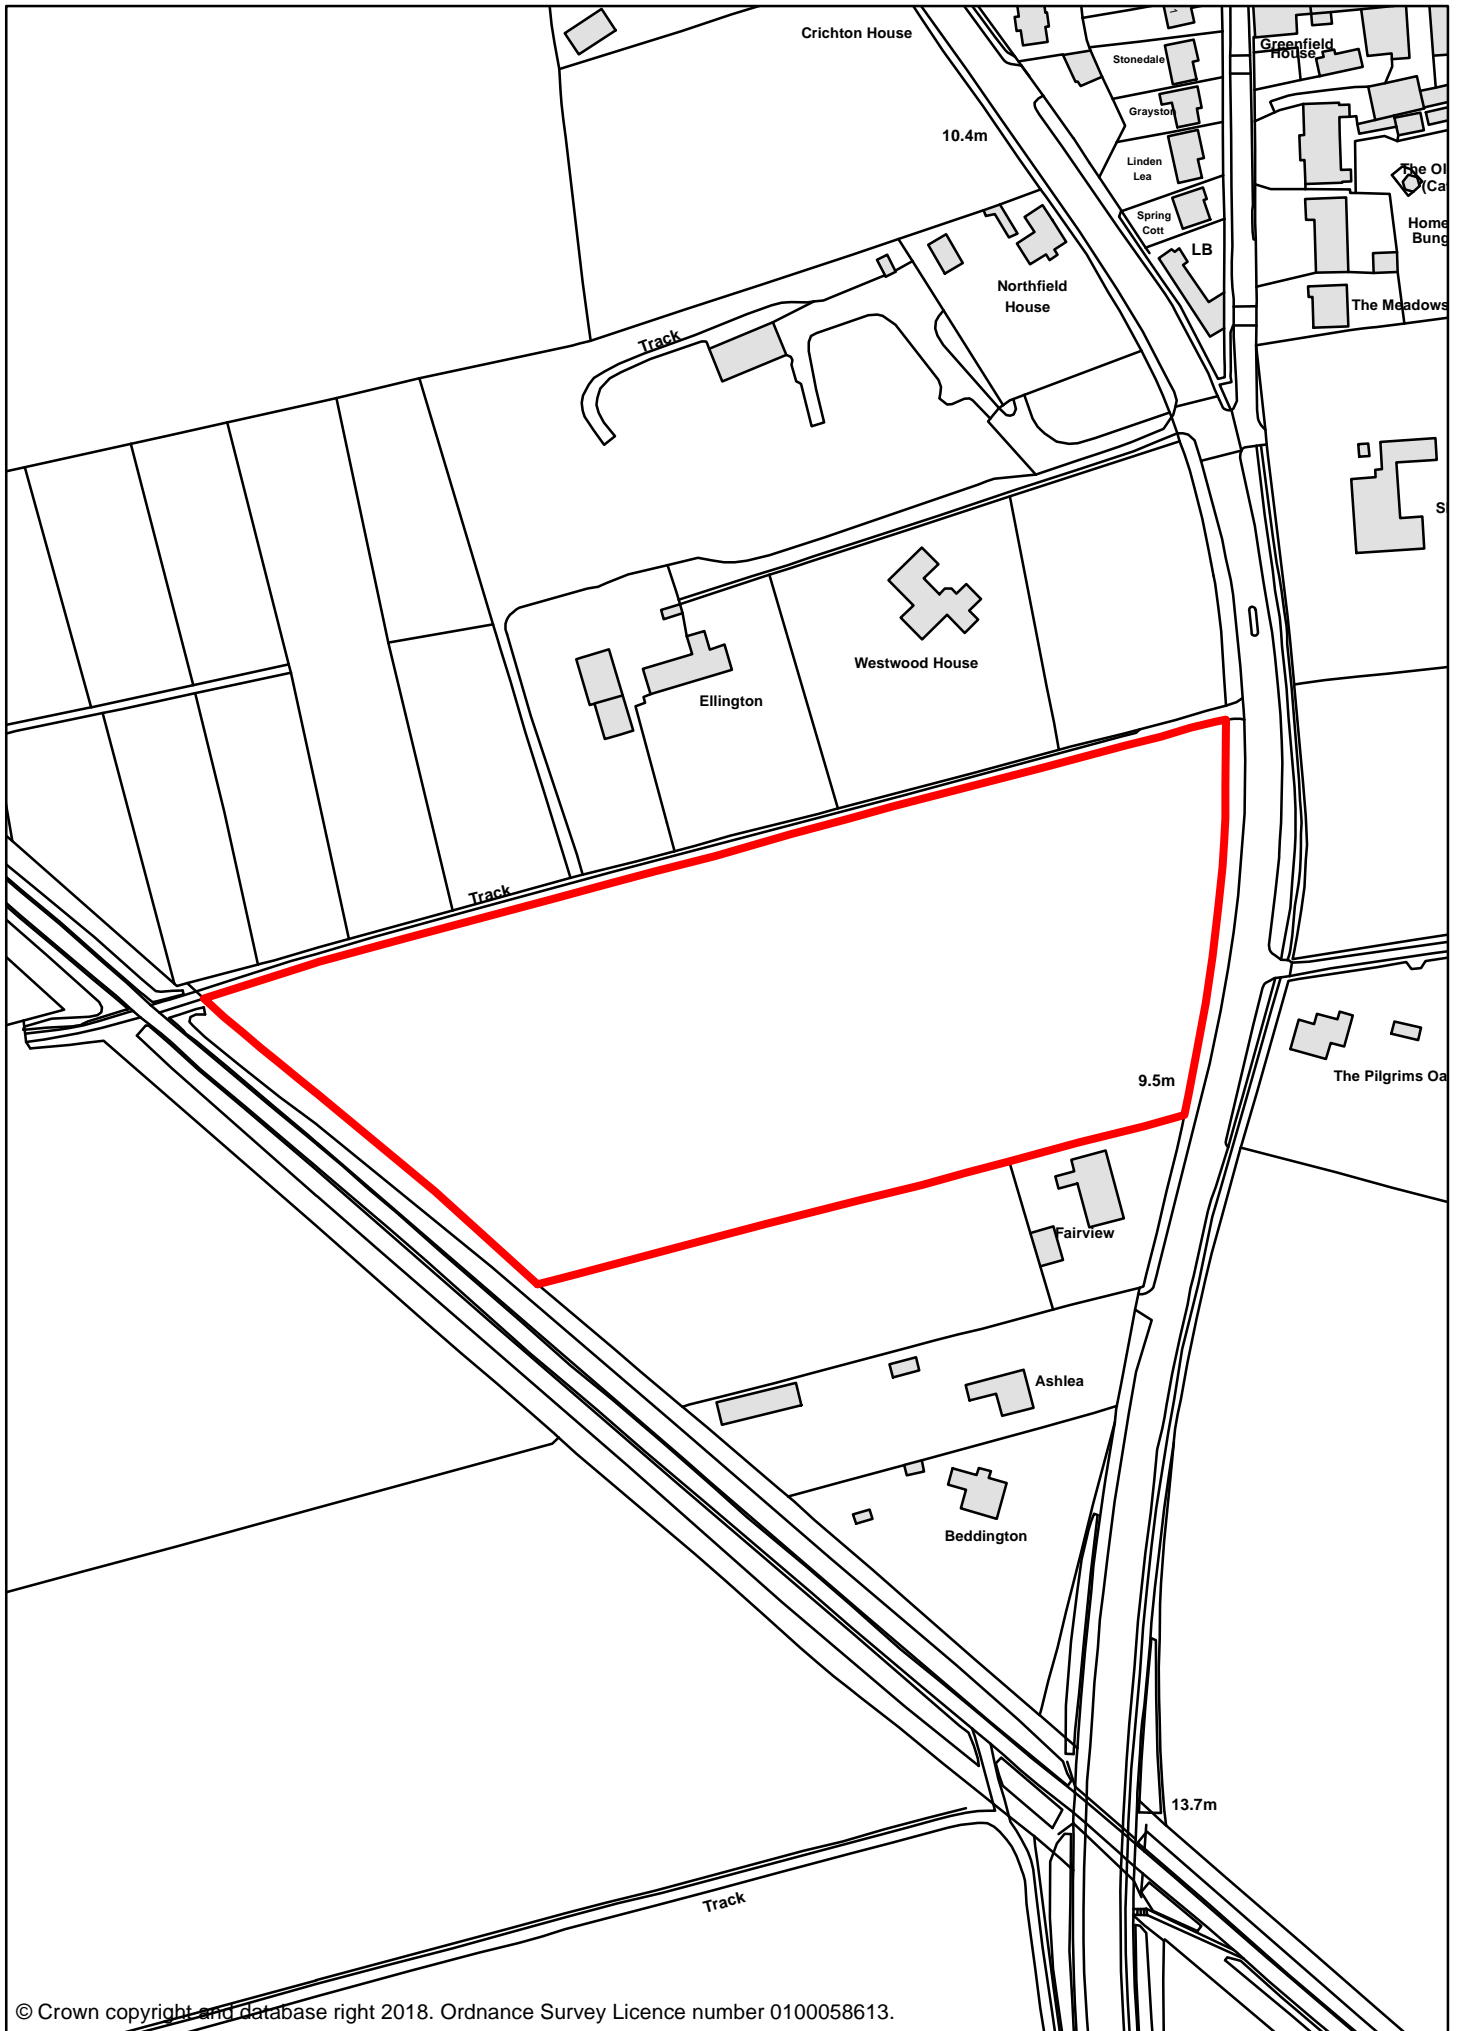 Crichton House
1
Greenfield
House
Stonedale
Grayston
10.4m
Linden
Lea
The Ol
(Ca
Spring
Cott
Home
Bung
LB
Northfield
House
The Meadows
Track
S
Westwood House
Ellington
Track
The Pilgrims Oa
9.5m
Fairview
Ashlea
Beddington
13.7m
Track
© Crown copyright and database right 2018. Ordnance Survey Licence number 0100058613.